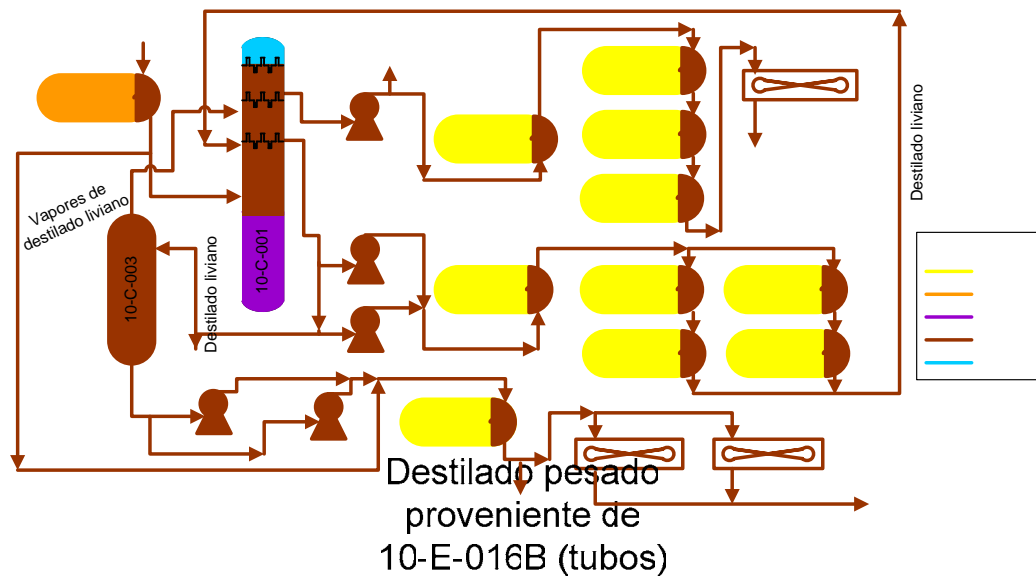 Vapores de
destilado liviano
10-C-003
10-C-001
Destilado liviano
Destilado liviano
Destilado pesado
proveniente de
10-E-016B (tubos)